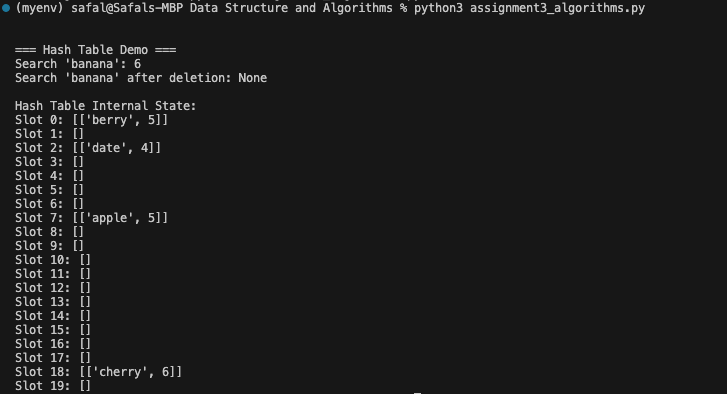 (myenv) safal@Safals-MBP Data Structure and Algorithms % python3 assignment3_algorithms.py
=== Hash Table Demo ===
Search 'banana': 6
Search 'banana' after deletion: None
Hash Table Internal State:
Slot 0: [['berry', 5]]
Slot 1: []
Slot 2: [['date', 4]]
Slot 3: []
Slot 4: []
Slot 5: []
Slot 6: []
Slot 7: [['apple', 5]]
Slot 8: []
Slot 9: []
Slot 10: []
Slot 11: []
Slot 12: []
Slot 13: []
Slot 14: []
Slot 15: []
Slot 16: []
Slot 17: []
Slot 18: [['cherry', 6]]
Slot 19: []